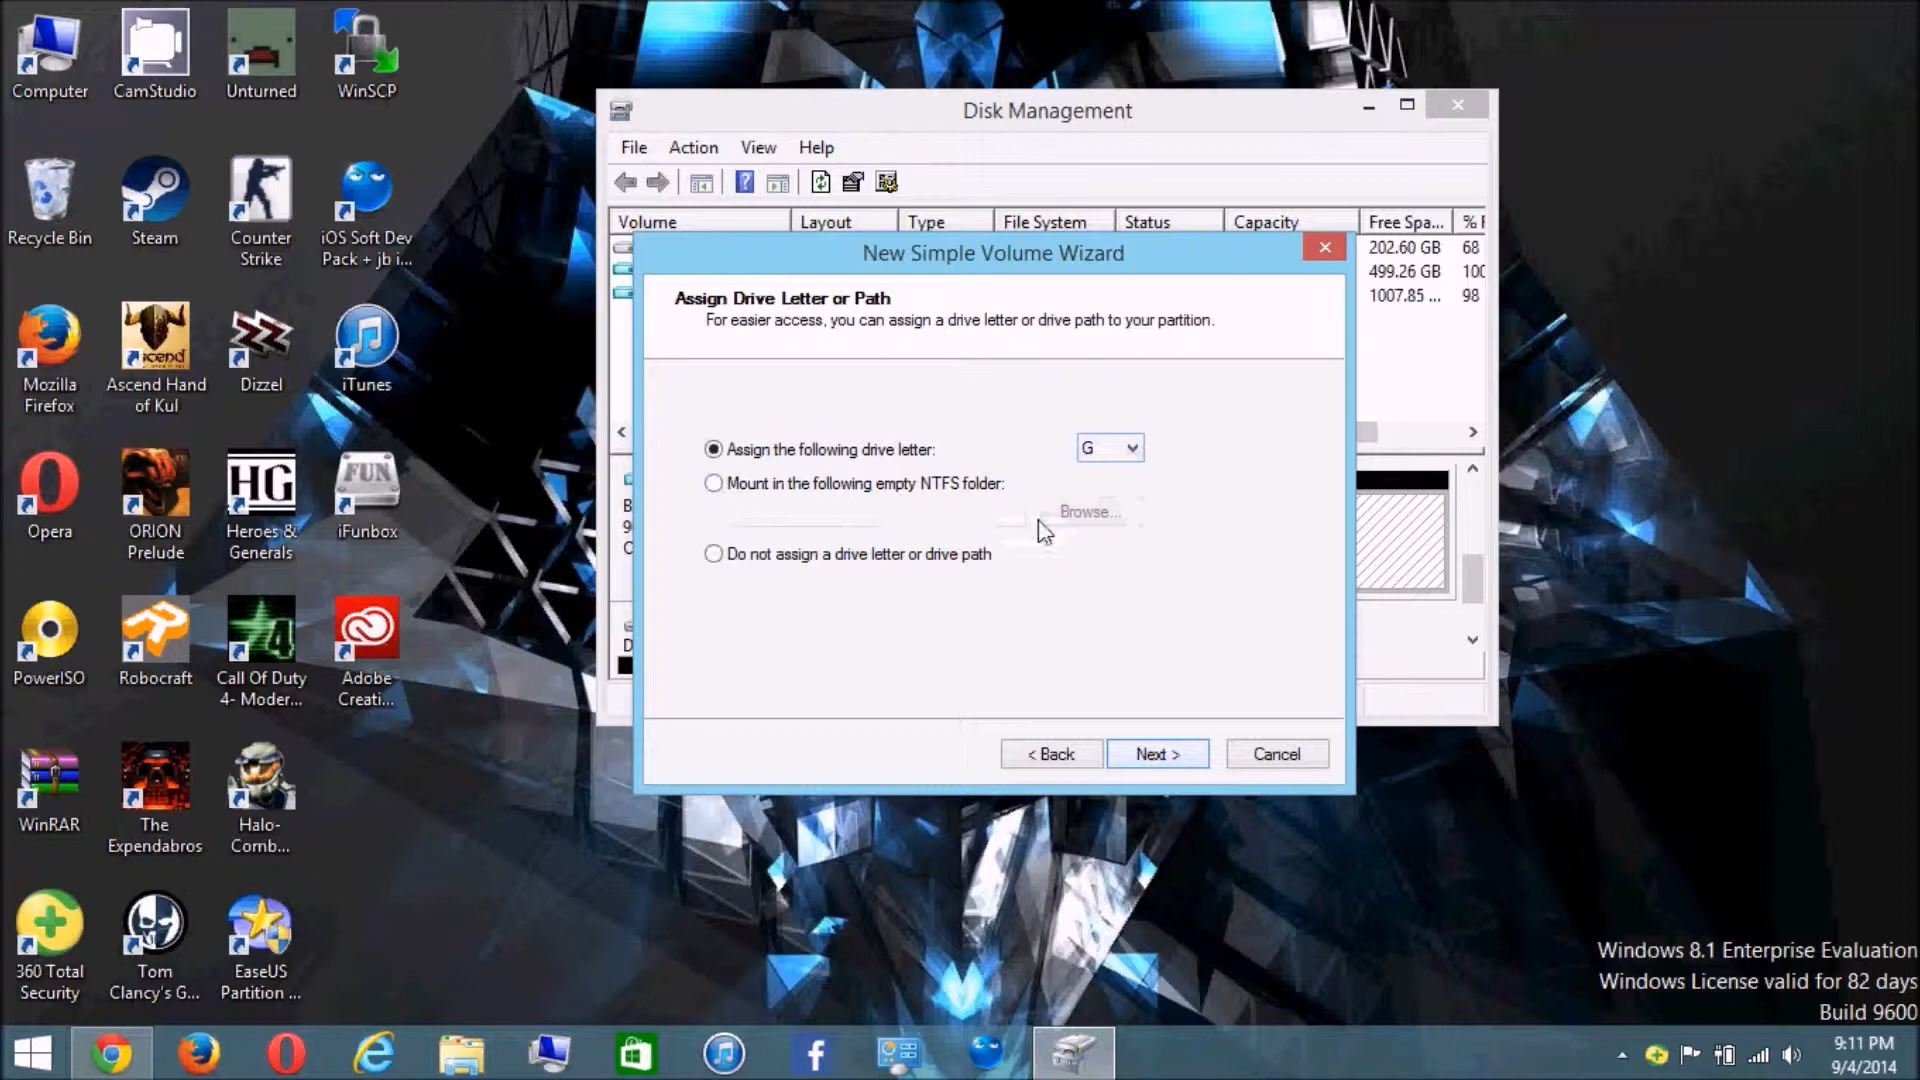 Computer
CamStudio
Unturned
WinSCP
Recycle Bin
Steam
Counter
Strike
iOS Soft Dev
Pack + jb i...
Mozilla
Firefox
Ascend Hand
of Kul
Dizzel
iTunes
Opera
ORION
Prelude
Heroes &
Generals
iFunbox
PowerISO
Robocraft
Call Of Duty
4- Moder...
Adobe
Creati...
WinRAR
The
Expendabros
Halo-
Comb...
360 Total
Security
Tom
Clancy's G...
EaseUS
Partition ...
scend
HG
FUN
4
Disk Management
File Action View Help
Volume Layout Type File System Status Capacity Free Spa... %
202.60 GB 68
499.26 GB 100
1007.85 ... 98
New Simple Volume Wizard
Assign Drive Letter or Path
For easier access, you can assign a drive letter or drive path to your partition.
Assign the following drive letter: G
Mount in the following empty NTFS folder:
Browse...
Do not assign a drive letter or drive path
< Back Next > Cancel
Windows 8.1 Enterprise Evaluation
Windows License valid for 82 days
Build 9600
9:11 PM
9/4/2014